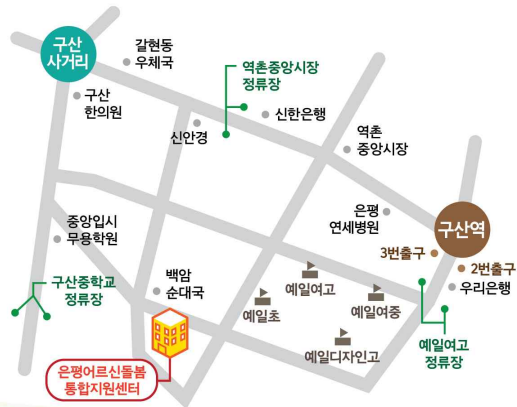 구산
사거리
갈현동
우체국
구산
한의원
역촌중앙시장
정류장
신한은행
신안경
역촌
중앙시장
은평
연세병원
구산역
3번출구
2번출구
우리은행
중앙입시
무용학원
구산중학교
정류장
백암
순대국
예일여고
예일초
예일여중
예일디자인고
예일여고
정류장
은평어르신돌봄
통합지원센터